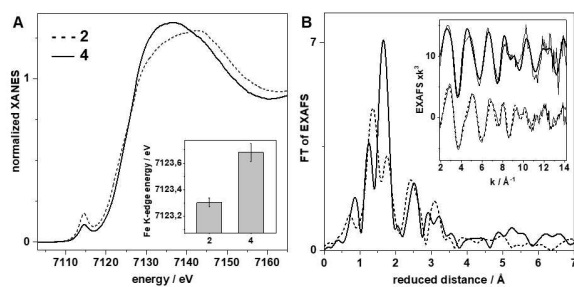 A
2
4
normalized XANES
1
0
7110 7120 7130 7140 7150 7160
energy / eV
Fe K-edge energy / eV
7123,6
7123,4
7123,2
2 4
B
FT of EXAFS
7
0
0 1 2 3 4 5 6 7
reduced distance / Å
EXAFS xk³
10
0
2 4 6 8 10 12 14
k / Å⁻¹